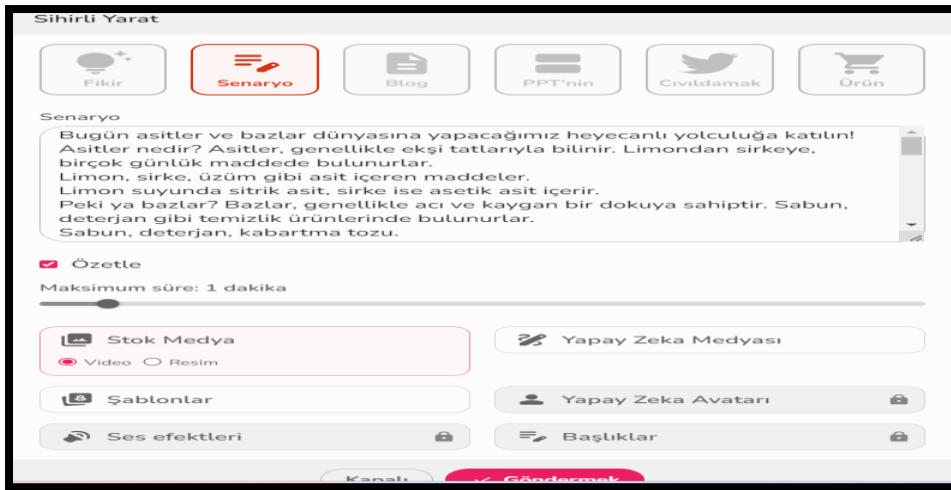 Sihirli Yarat
Fikir
Senaryo
Blog
PPT'nin
Cıvıldamak
Ürün
Senaryo
Bugün asitler ve bazlar dünyasına yapacağımız heyecanlı yolculuğa katılın!
Asitler nedir? Asitler, genellikle ekşi tatlarıyla bilinir. Limondan sirkeye,
birçok günlük maddede bulunurlar.
Limon, sirke, üzüm gibi asit içeren maddeler.
Limon suyunda sitrik asit, sirke ise asetik asit içerir.
Peki ya bazlar? Bazlar, genellikle acı ve kaygan bir dokuya sahiptir. Sabun,
deterjan gibi temizlik ürünlerinde bulunurlar.
Sabun, deterjan, kabartma tozu.
Özetle
Maksimum süre: 1 dakika
Stok Medya
Video Resim
Yapay Zeka Medyası
Şablonlar
Yapay Zeka Avatarı
Ses efektleri
Başlıklar
Kapalı
Göndermek